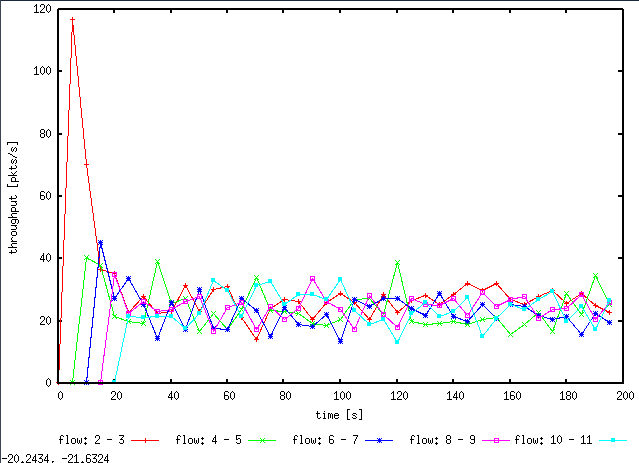 120
100
80
60
40
20
0
throughput [pkts/s]
0 20 40 60 80 100 120 140 160 180 200
time [s]
flow: 2 - 3 flow: 4 - 5 flow: 6 - 7 flow: 8 - 9 flow: 10 - 11
-20.2434, -21.6324